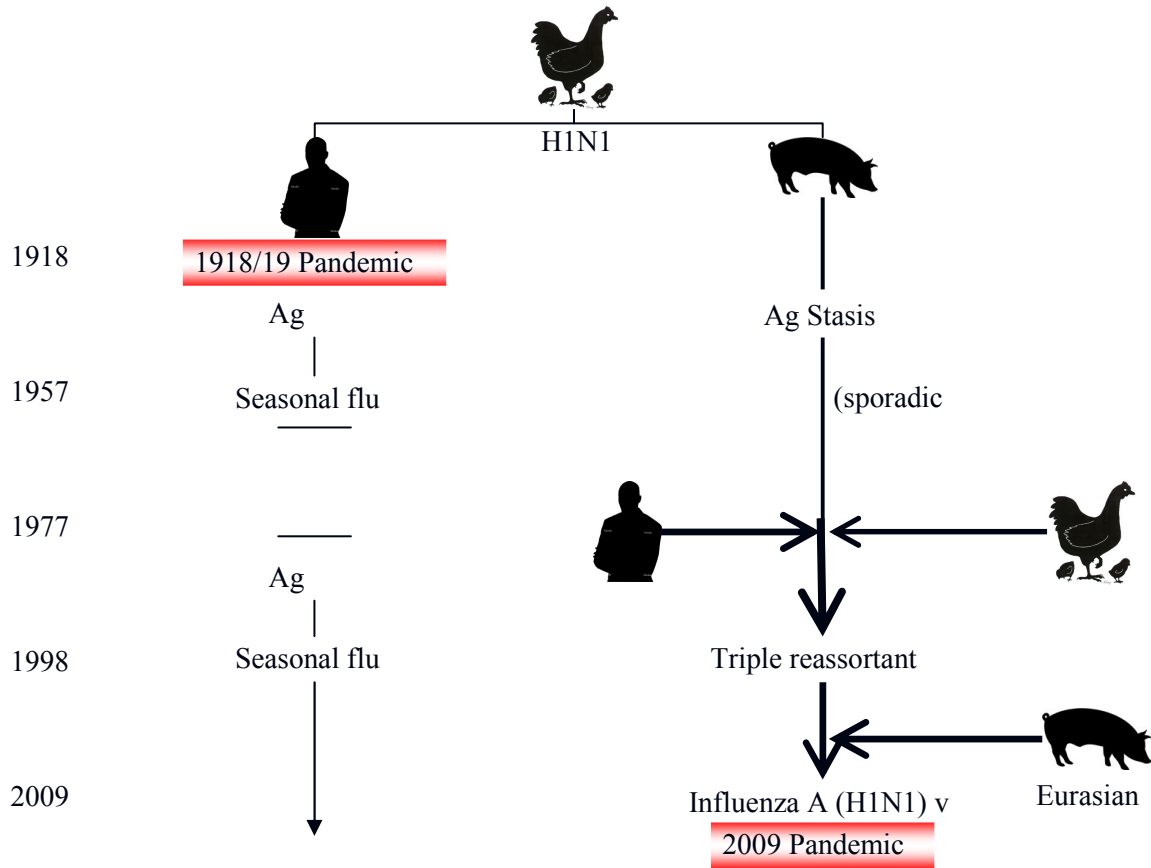 H1N1
1918
1918/19 Pandemic
Ag
Ag Stasis
1957
Seasonal flu
(sporadic
1977
Ag
1998
Seasonal flu
Triple reassortant
2009
Influenza A (H1N1) v
Eurasian
2009 Pandemic